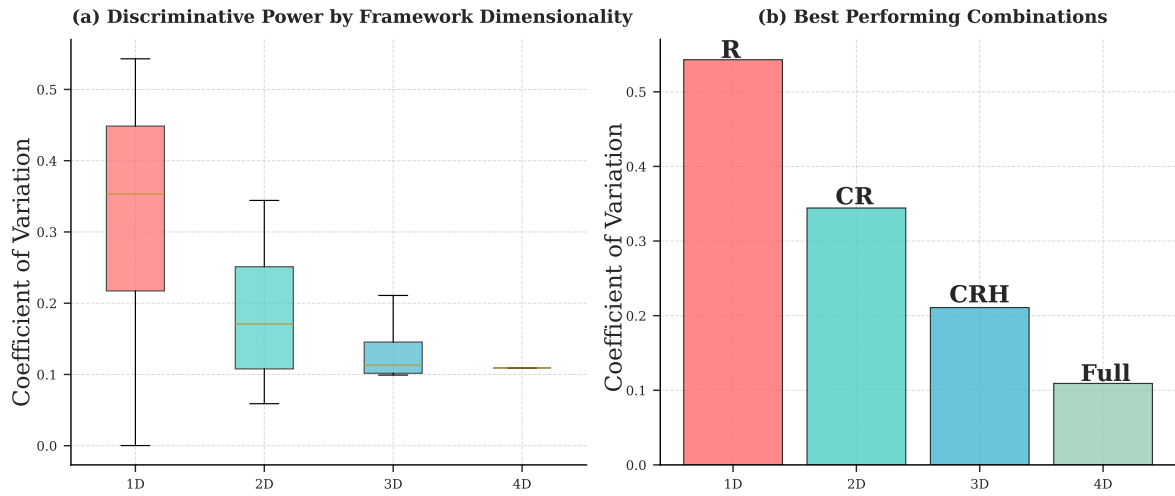 (a) Discriminative Power by Framework Dimensionality
Coefficient of Variation
0.5
0.4
0.3
0.2
0.1
0.0
1D
2D
3D
4D
(b) Best Performing Combinations
Coefficient of Variation
0.5
0.4
0.3
0.2
0.1
0.0
R
CR
CRH
Full
1D
2D
3D
4D